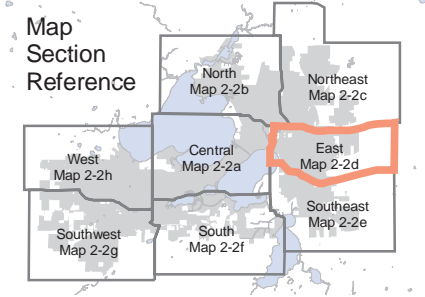 Map
Section
Reference
North
Map 2-2b
Northeast
Map 2-2c
West
Map 2-2h
Central
Map 2-2a
East
Map 2-2d
Southwest
Map 2-2g
South
Map 2-2f
Southeast
Map 2-2e